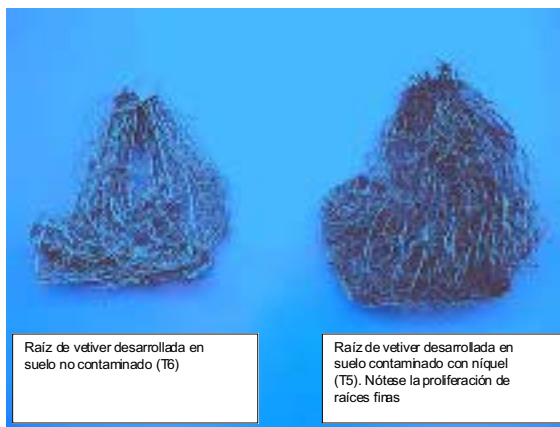 Raíz de vetiver desarrollada en
suelo no contaminado (T6)
Raíz de vetiver desarrollada en
suelo contaminado con níquel
(T5). Nótese la proliferación de
raíces finas